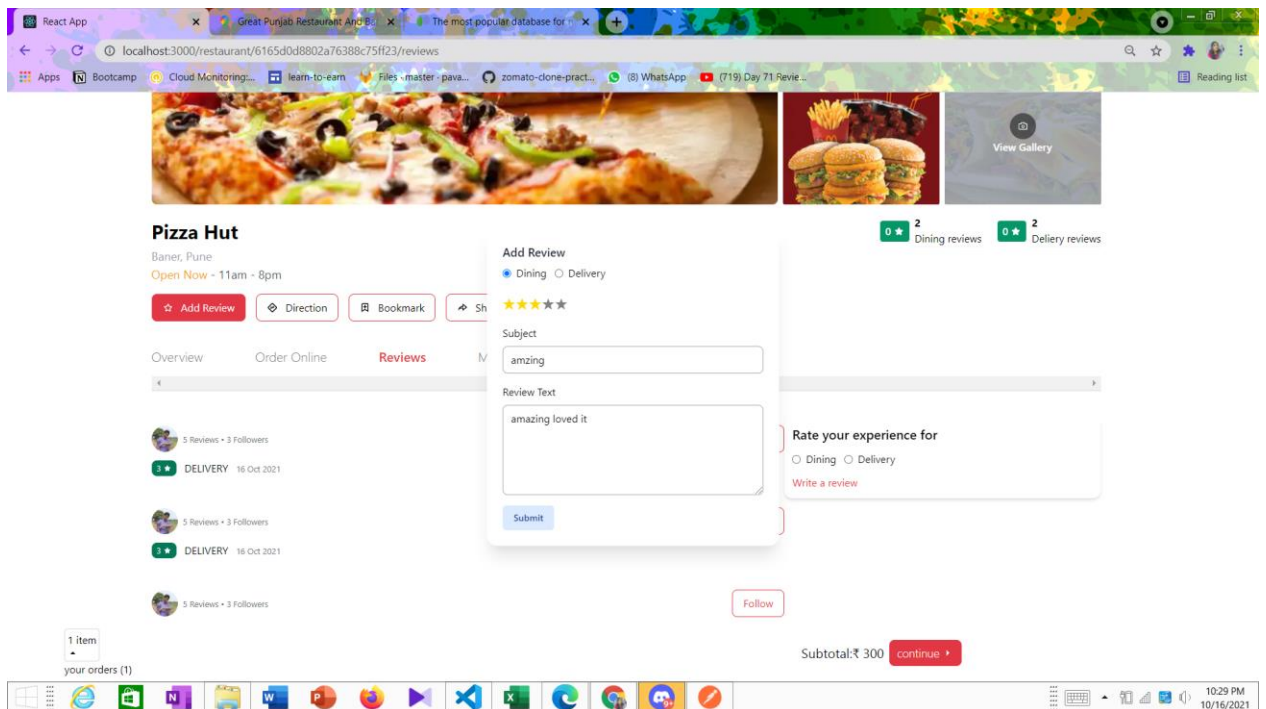 React App
Great Punjab Restaurant And Ba
The most popular database for
localhost:3000/restaurant/6165d0d8802a76388c75ff23/reviews
Apps Bootcamp Cloud Monitoring:... learn-to-earn Files · master · pava... zomato-clone-pract... (8) WhatsApp (719) Day 71 Revie... Reading list
View Gallery
Pizza Hut
Baner, Pune
Open Now - 11am - 8pm
0 ★ 2 Dining reviews
0 ★ 2 Deliery reviews
Add Review Direction Bookmark Sh
Overview Order Online Reviews M
Add Review
Dining Delivery
Subject
amzing
Review Text
amazing loved it
Submit
5 Reviews • 3 Followers
3 ★ DELIVERY 16 Oct 2021
5 Reviews • 3 Followers
3 ★ DELIVERY 16 Oct 2021
5 Reviews • 3 Followers
Follow
Rate your experience for
Dining Delivery
Write a review
1 item
your orders (1)
Subtotal:₹ 300 continue
10:29 PM
10/16/2021